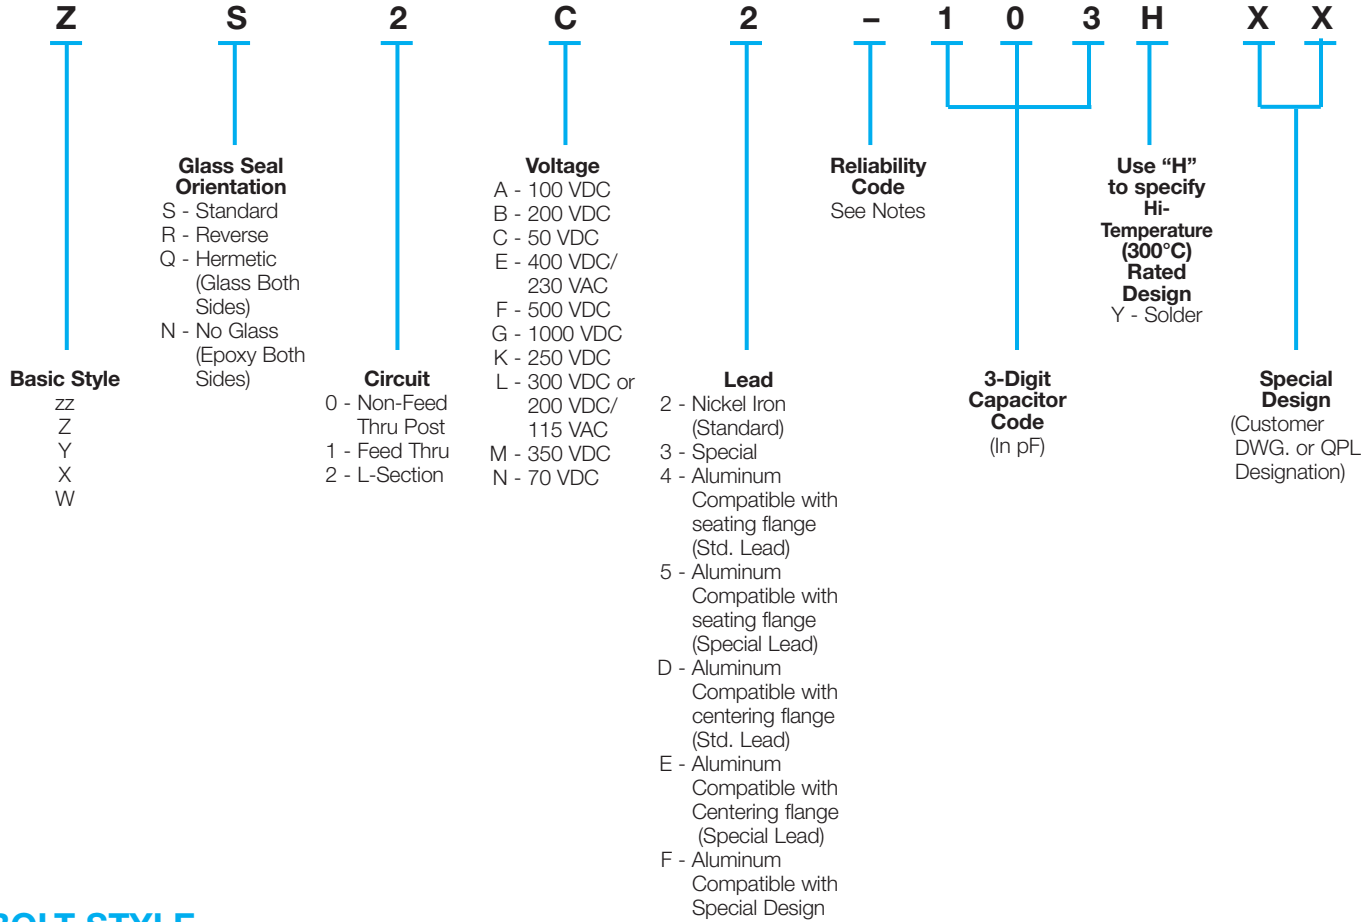 Z S 2 C 2 – 1 0 3 H X X
Glass Seal
Orientation
S - Standard
R - Reverse
Q - Hermetic
(Glass Both
Sides)
N - No Glass
(Epoxy Both
Sides)
Voltage
A - 100 VDC
B - 200 VDC
C - 50 VDC
E - 400 VDC/
230 VAC
F - 500 VDC
G - 1000 VDC
K - 250 VDC
L - 300 VDC or
200 VDC/
115 VAC
M - 350 VDC
N - 70 VDC
Reliability
Code
See Notes
Use “H”
to specify
Hi-
Temperature
(300°C)
Rated
Design
Y - Solder
Basic Style
zz
Z
Y
X
W
Circuit
0 - Non-Feed
Thru Post
1 - Feed Thru
2 - L-Section
Lead
2 - Nickel Iron
(Standard)
3 - Special
4 - Aluminum
Compatible with
seating flange
(Std. Lead)
5 - Aluminum
Compatible with
seating flange
(Special Lead)
D - Aluminum
Compatible with
centering flange
(Std. Lead)
E - Aluminum
Compatible with
Centering flange
(Special Lead)
F - Aluminum
Compatible with
Special Design
3-Digit
Capacitor
Code
(In pF)
Special
Design
(Customer
DWG. or QPL
Designation)
BOLT STYLE